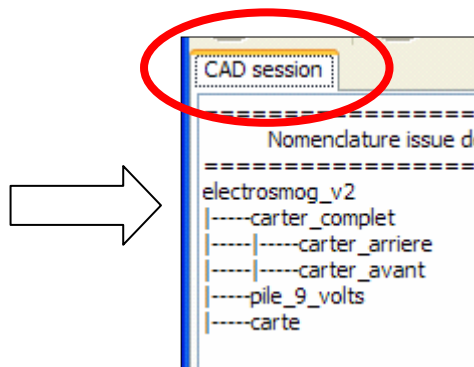 CAD session
====================
Nomenclature issue
====================
electrosmog_v2
|-----carter_complet
|-----|-----carter_arriere
|-----|-----carter_avant
|-----pile_9_volts
|-----carte